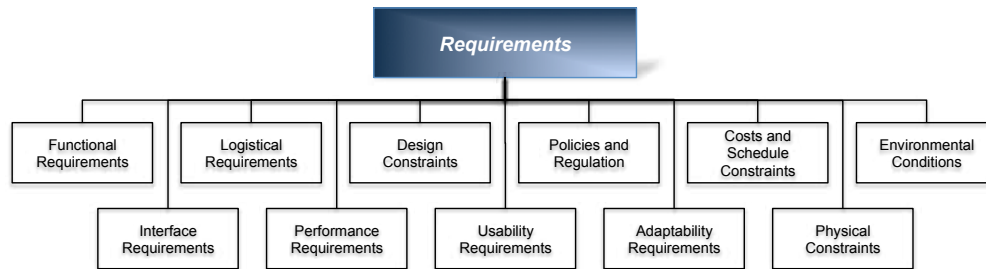 Requirements
Functional
Requirements
Logistical
Requirements
Design
Constraints
Policies and
Regulation
Costs and
Schedule
Constraints
Environmental
Conditions
Interface
Requirements
Performance
Requirements
Usability
Requirements
Adaptability
Requirements
Physical
Constraints